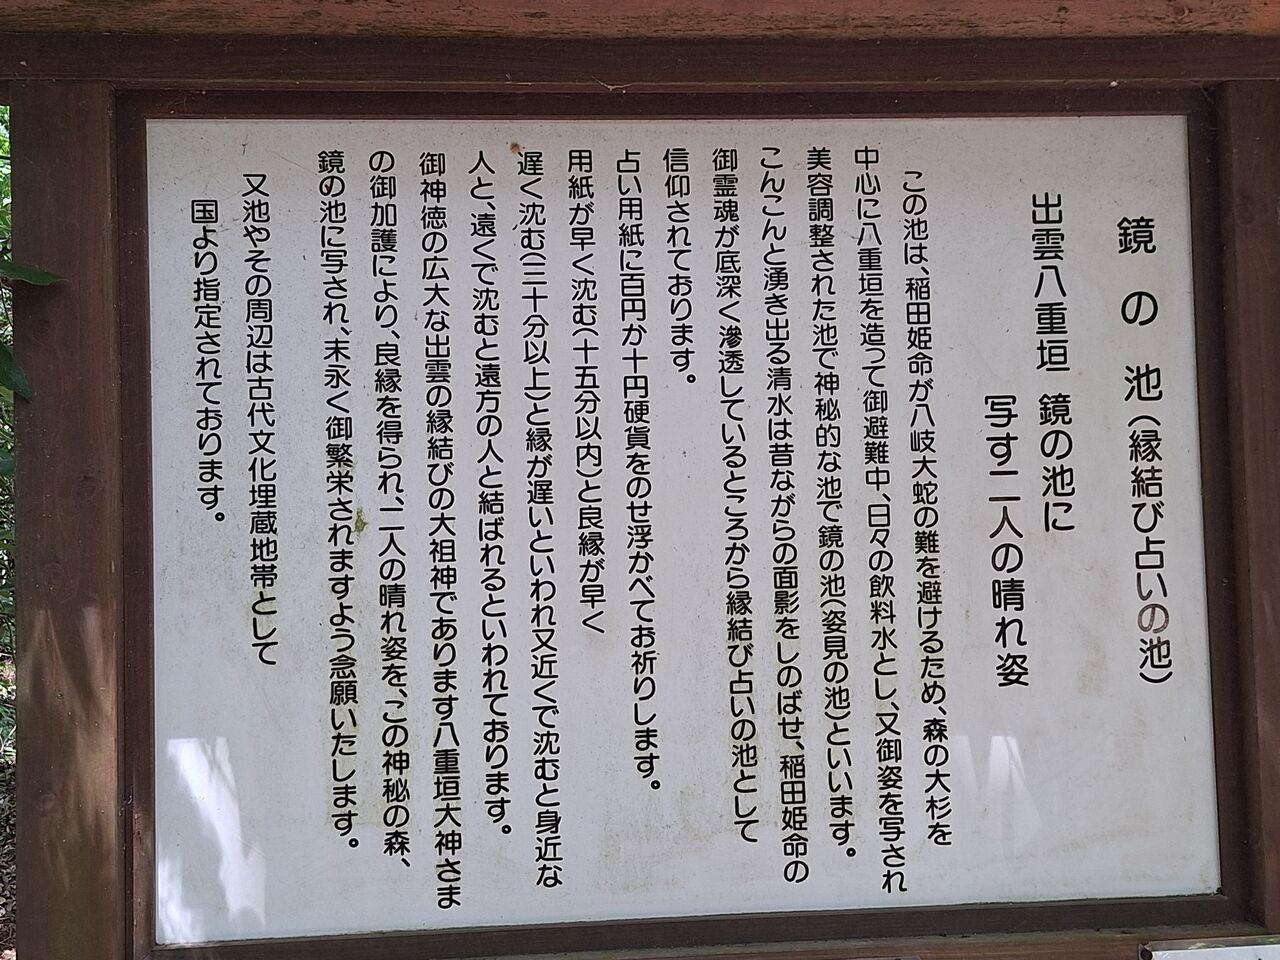 鏡の池(縁結び占いの池)
出雲八重垣 鏡の池に
写す二人の晴れ姿
この池は、稲田姫命が八岐大蛇の難を避けるため、森の大杉を
中心に八重垣を造って御避難中、日々の飲料水とし、又御姿を写され
美容調整された池で神秘的な池で鏡の池(姿見の池)といいます。
こんこんと湧き出る清水は昔ながらの面影をしのばせ、稲田姫命の
御霊魂が底深く滲透しているところから縁結び占いの池として
信仰されております。
占い用紙に百円か十円硬貨をのせ浮かべてお祈りします。
用紙が早く沈む(十五分以内)と良縁が早く
遅く沈む(三十分以上)と縁が遅いといわれ又近くで沈むと身近な
人と、遠くで沈むと遠方の人と結ばれるといわれております。
御神徳の広大な出雲の縁結びの大祖神であります八重垣大神さま
の御加護により、良縁を得られ、二人の晴れ姿を、この神秘の森、
鏡の池に写され、末永く御繁栄されますよう念願いたします。
又池やその周辺は古代文化埋蔵地帯として
国より指定されております。